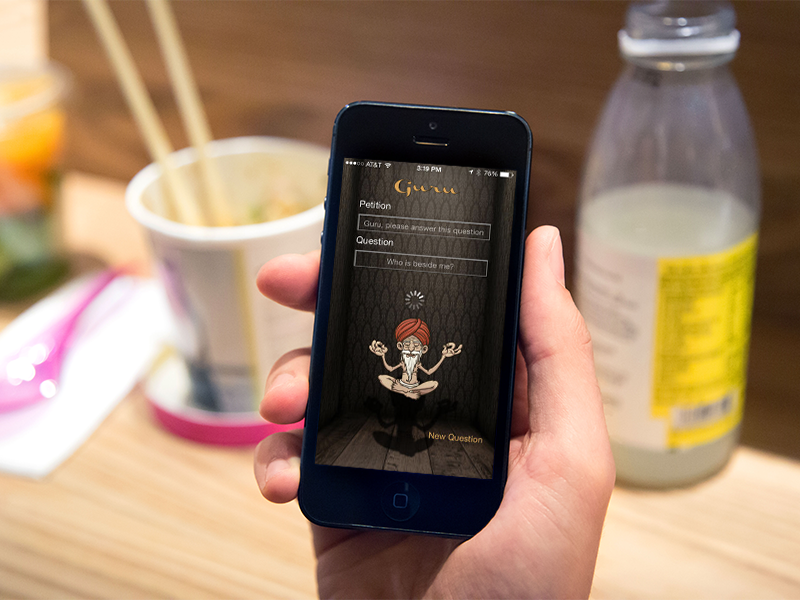 AT&T 3:19 PM 76%
Guru
Petition
Guru, please answer this question
Question
Who is beside me?
New Question